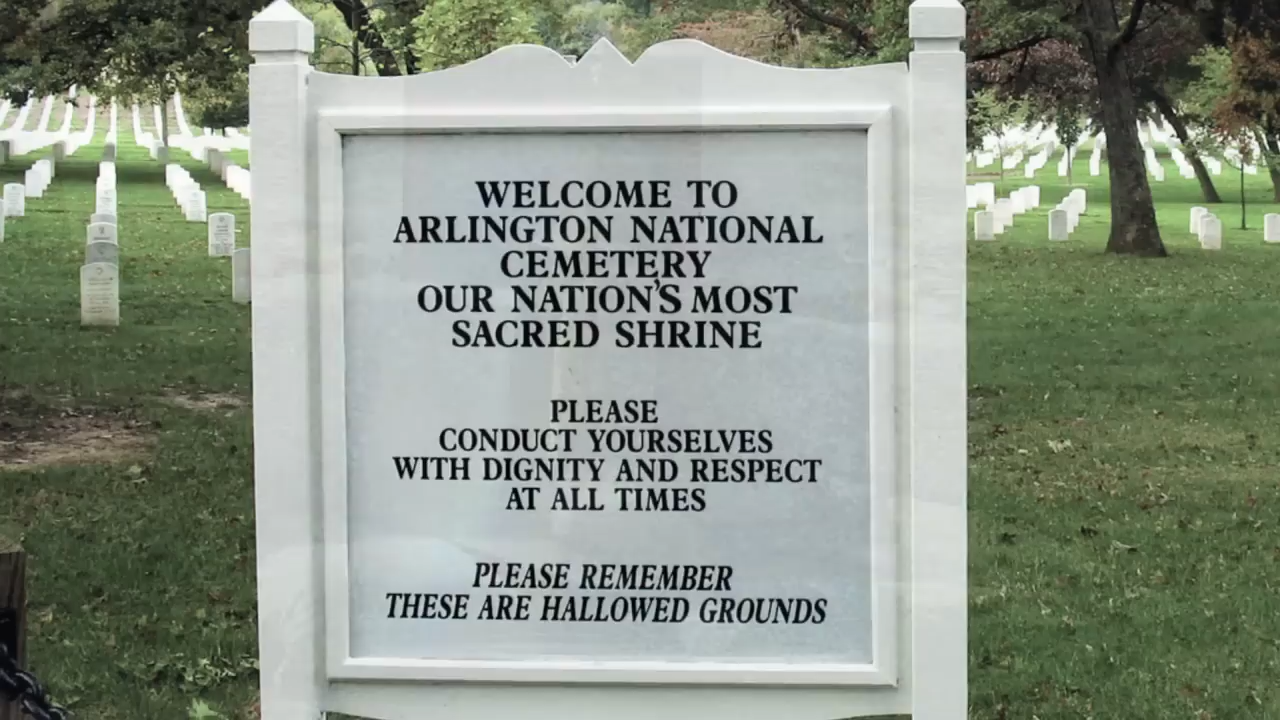 WELCOME TO
ARLINGTON NATIONAL
CEMETERY
OUR NATION'S MOST
SACRED SHRINE
PLEASE
CONDUCT YOURSELVES
WITH DIGNITY AND RESPECT
AT ALL TIMES
PLEASE REMEMBER
THESE ARE HALLOWED GROUNDS